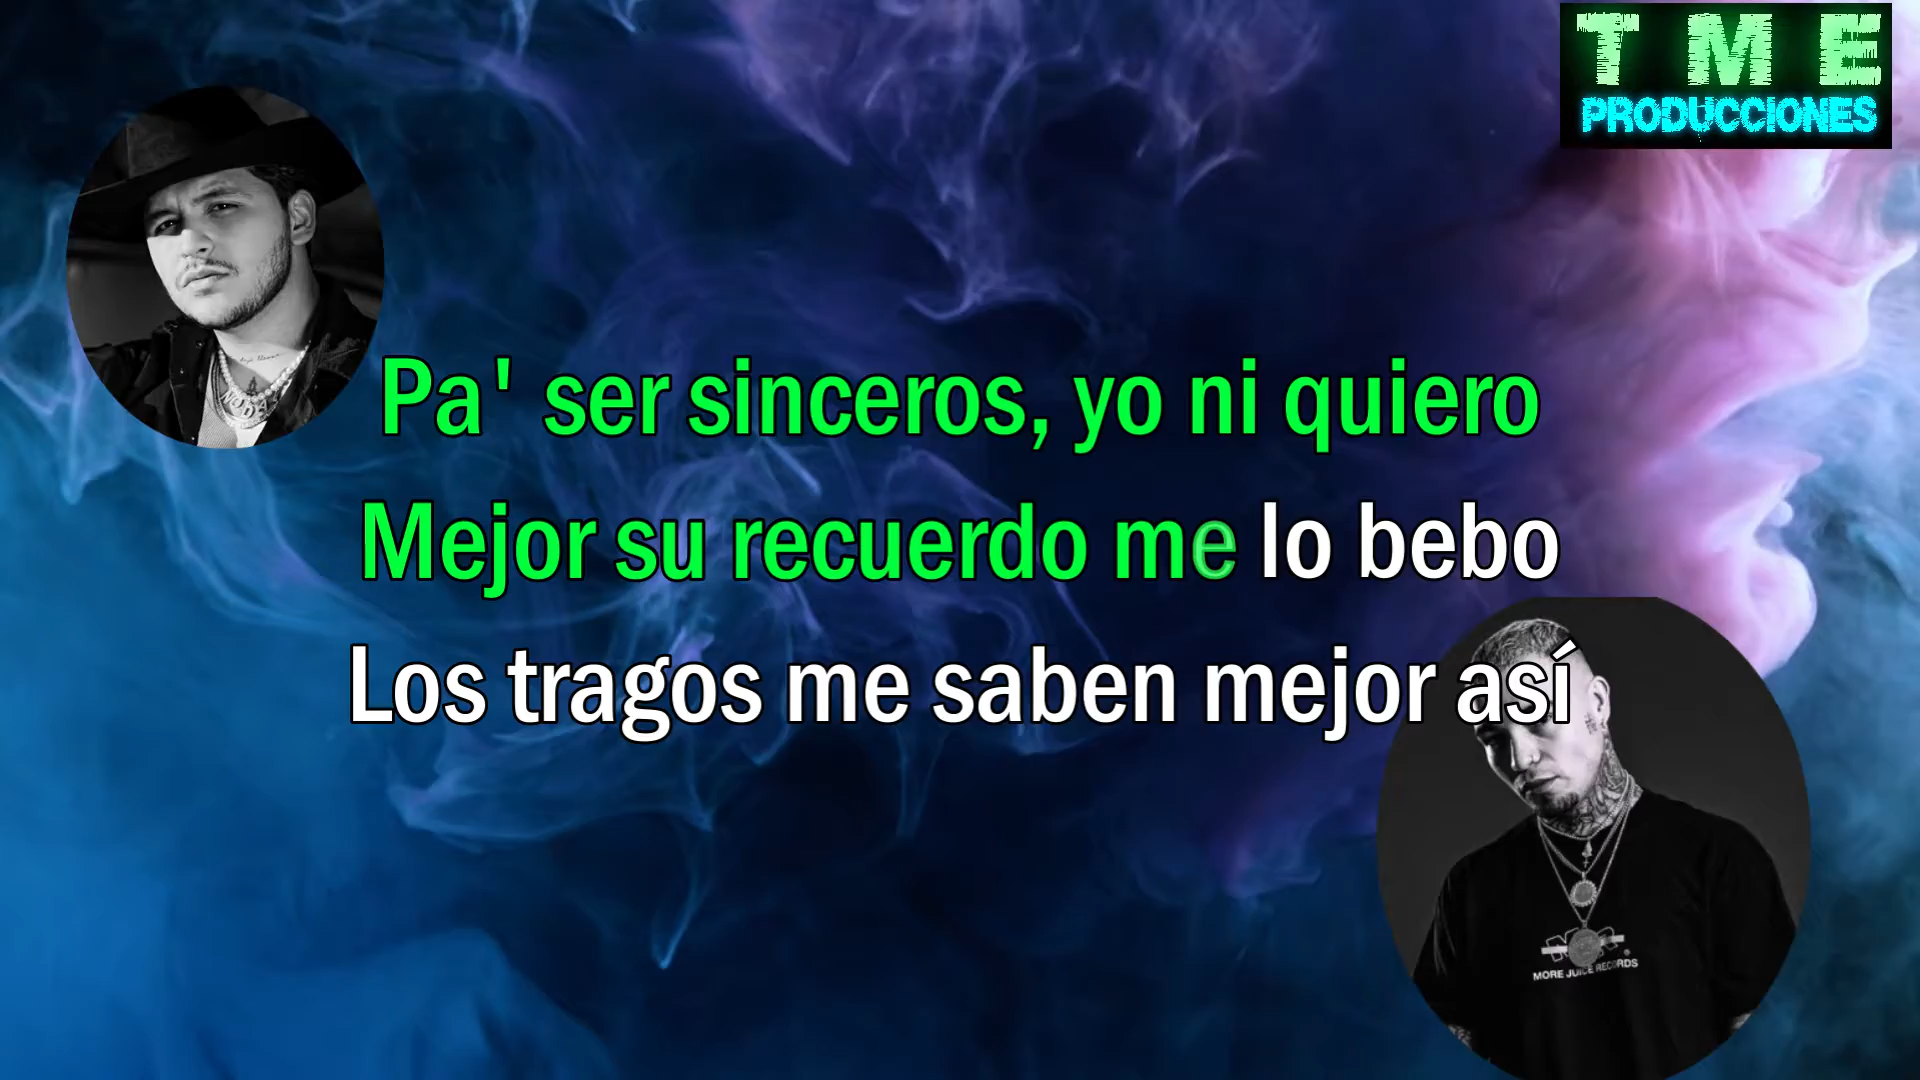 T M E
PRODUCCIONES
Pa' ser sinceros, yo ni quiero
Mejor su recuerdo me lo bebo
Los tragos me saben mejor así
MORE JUICE RECORDS